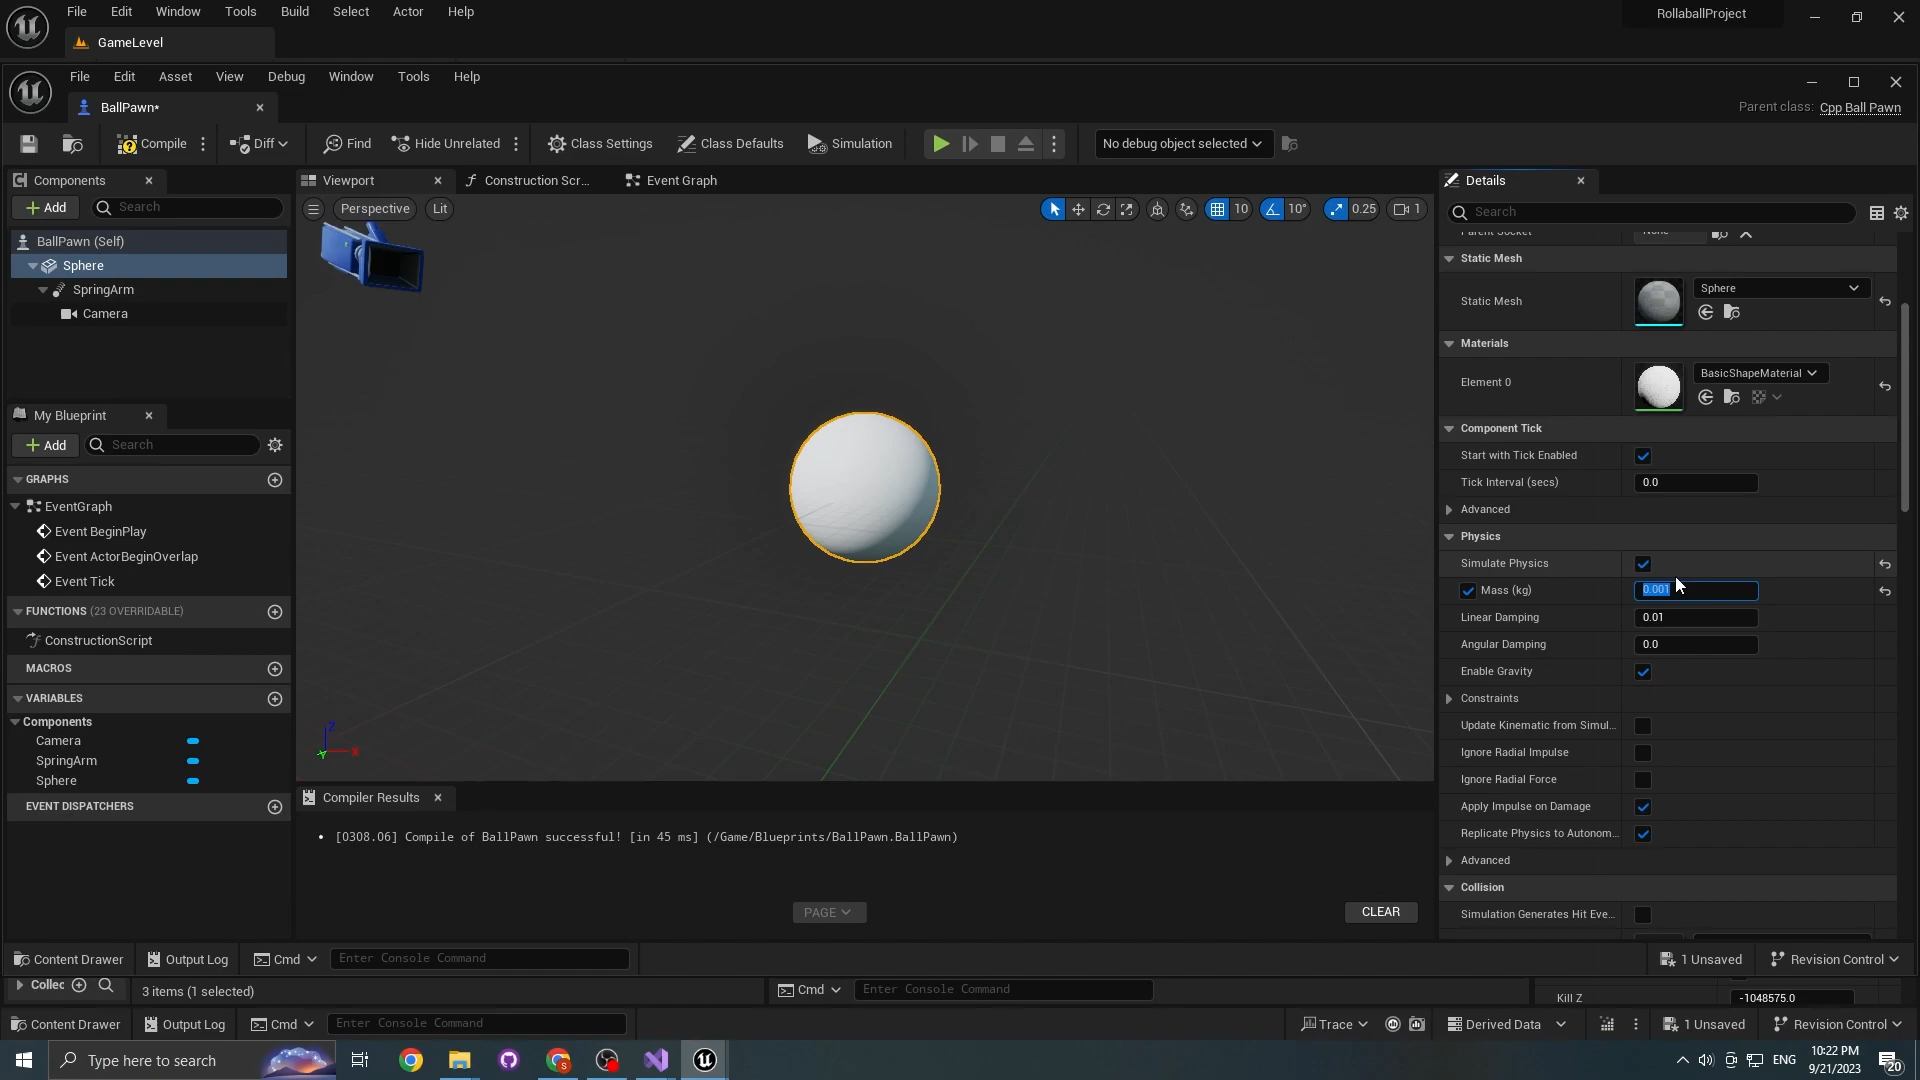 File Edit Window Tools Build Select Actor Help
RollaballProject
GameLevel
File Edit Asset View Debug Window Tools Help
BallPawn*
Parent class: Cpp Ball Pawn
Compile Diff Find Hide Unrelated Class Settings Class Defaults Simulation No debug object selected
Components
Viewport
Construction Scr...
Event Graph
Details
Add
Search
Perspective
Lit
10
10°
0.25
1
Search
BallPawn (Self)
Sphere
SpringArm
Camera
My Blueprint
Add
Search
GRAPHS
EventGraph
Event BeginPlay
Event ActorBeginOverlap
Event Tick
FUNCTIONS (23 OVERRIDABLE)
ConstructionScript
MACROS
VARIABLES
Components
Camera
SpringArm
Sphere
EVENT DISPATCHERS
Z
X
Y
Compiler Results
• [0308.06] Compile of BallPawn successful! [in 45 ms] (/Game/Blueprints/BallPawn.BallPawn)
PAGE
CLEAR
Parent Socket
None
Static Mesh
Static Mesh
Sphere
Materials
Element 0
BasicShapeMaterial
Component Tick
Start with Tick Enabled
Tick Interval (secs) 0.0
Advanced
Physics
Simulate Physics
Mass (kg) 0.001
Linear Damping 0.01
Angular Damping 0.0
Enable Gravity
Constraints
Update Kinematic from Simul...
Ignore Radial Impulse
Ignore Radial Force
Apply Impulse on Damage
Replicate Physics to Autonom...
Advanced
Collision
Simulation Generates Hit Eve...
Content Drawer Output Log Cmd Enter Console Command 1 Unsaved Revision Control
Collec
3 items (1 selected)
Cmd Enter Console Command
Kill Z -1048575.0
Content Drawer Output Log Cmd Enter Console Command Trace Derived Data 1 Unsaved Revision Control
Type here to search
ENG
10:22 PM
9/21/2023
20